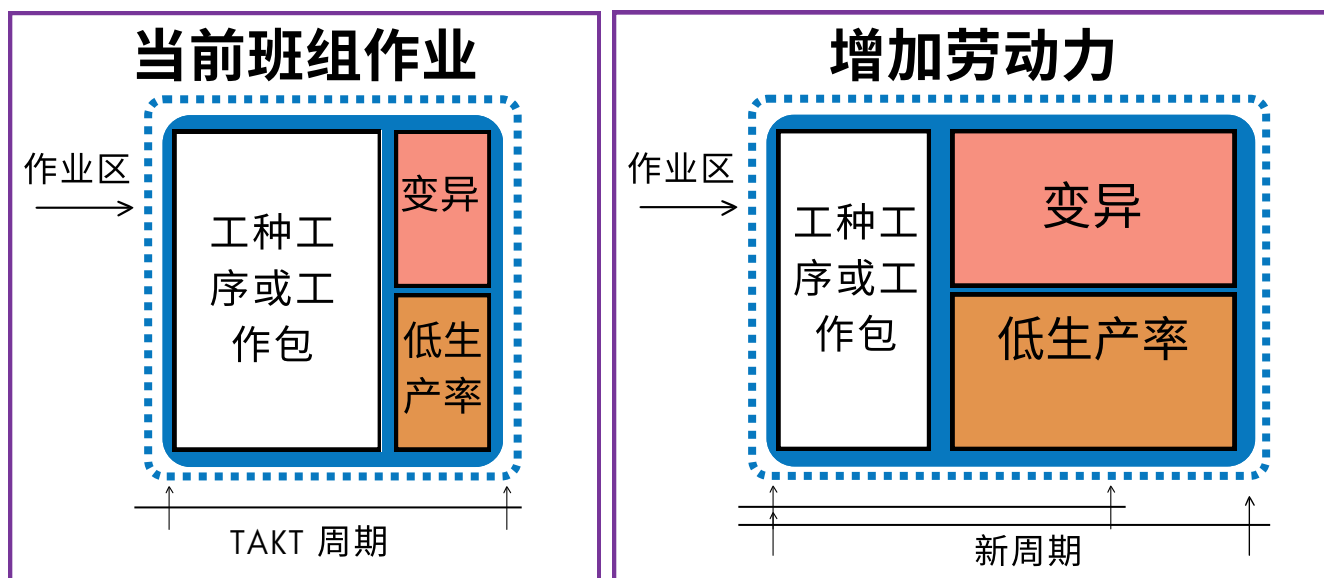 当前班组作业
作业区
工种工
序或工
作包
变异
低生
产率
TAKT 周期
增加劳动力
作业区
工种工
序或工
作包
变异
低生产率
新周期